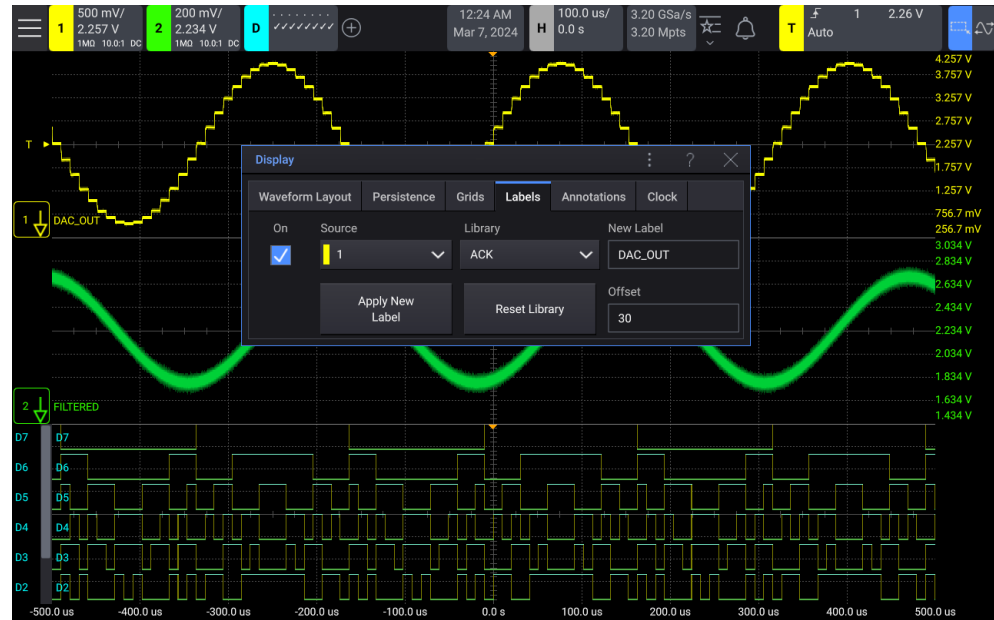 1 500 mV/ 2.257 V 1MΩ 10.0:1 DC
2 200 mV/ 2.234 V 1MΩ 10.0:1 DC
D
12:24 AM
Mar 7, 2024
H 100.0 us/ 0.0 s
3.20 GSa/s
3.20 Mpts
T 1 2.26 V
Auto
4.257 V
3.757 V
3.257 V
2.757 V
T 2.257 V
1.757 V
1.257 V
1 DAC_OUT 756.7 mV
256.7 mV
Display ?
Waveform Layout Persistence Grids Labels Annotations Clock
On Source Library New Label
1 ACK DAC_OUT
Apply New
Label
Reset Library
Offset
30
3.034 V
2.834 V
2.634 V
2.434 V
2.234 V
2.034 V
1.834 V
1.634 V
1.434 V
2 FILTERED
D7 D7
D6 D6
D5 D5
D4 D4
D3 D3
D2 D2
-500.0 us -400.0 us -300.0 us -200.0 us -100.0 us 0.0 s 100.0 us 200.0 us 300.0 us 400.0 us 500.0 us